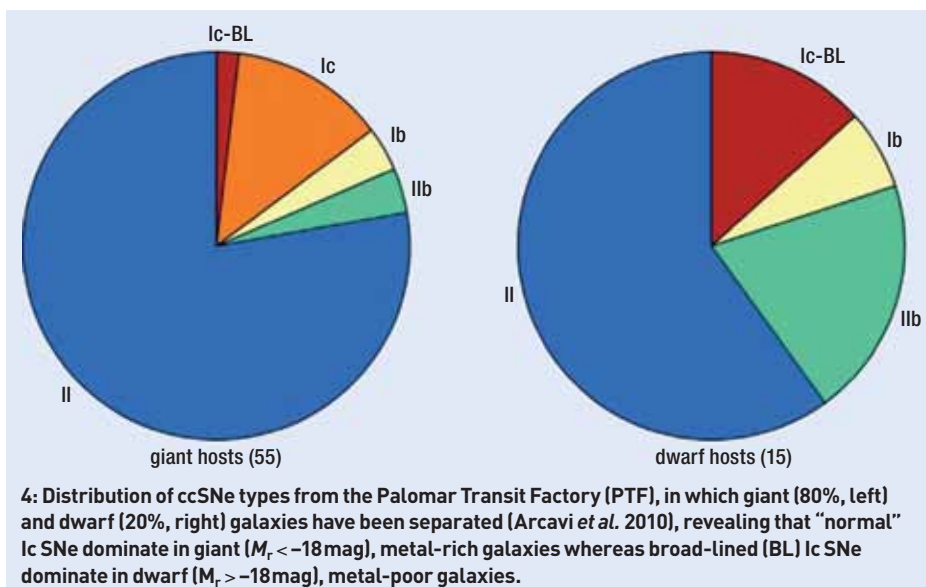 Ic-BL
Ic
Ib
IIb
II
giant hosts (55)
Ic-BL
Ib
IIb
II
dwarf hosts (15)
4: Distribution of ccSNe types from the Palomar Transit Factory (PTF), in which giant (80%, left)
and dwarf (20%, right) galaxies have been separated (Arcavi et al. 2010), revealing that “normal”
Ic SNe dominate in giant (Mr < –18 mag), metal-rich galaxies whereas broad-lined (BL) Ic SNe
dominate in dwarf (Mr > –18 mag), metal-poor galaxies.